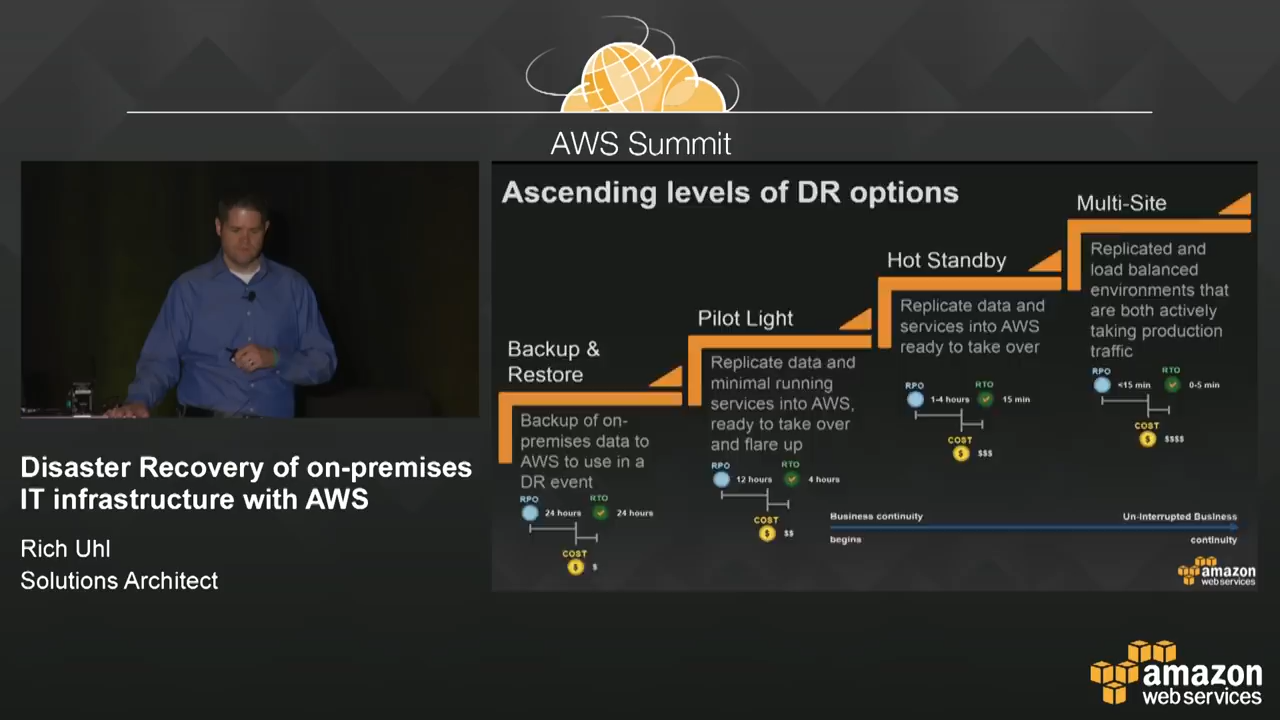 AWS Summit
Ascending levels of DR options
Backup &
Restore
Backup of on-
premises data to
AWS to use in a
DR event
RPO
24 hours
RTO
24 hours
COST
$
$
Pilot Light
Replicate data and
minimal running
services into AWS,
ready to take over
and flare up
RPO
12 hours
RTO
4 hours
COST
$
$$
Hot Standby
Replicate data and
services into AWS
ready to take over
RPO
1-4 hours
RTO
15 min
COST
$
$$$
Multi-Site
Replicated and
load balanced
environments that
are both actively
taking production
traffic
RPO
<15 min
RTO
0-5 min
COST
$
$$$$
Business continuity
begins
Un-Interrupted Business
continuity
amazon
web services
Disaster Recovery of on-premises
IT infrastructure with AWS
Rich Uhl
Solutions Architect
amazon
web services